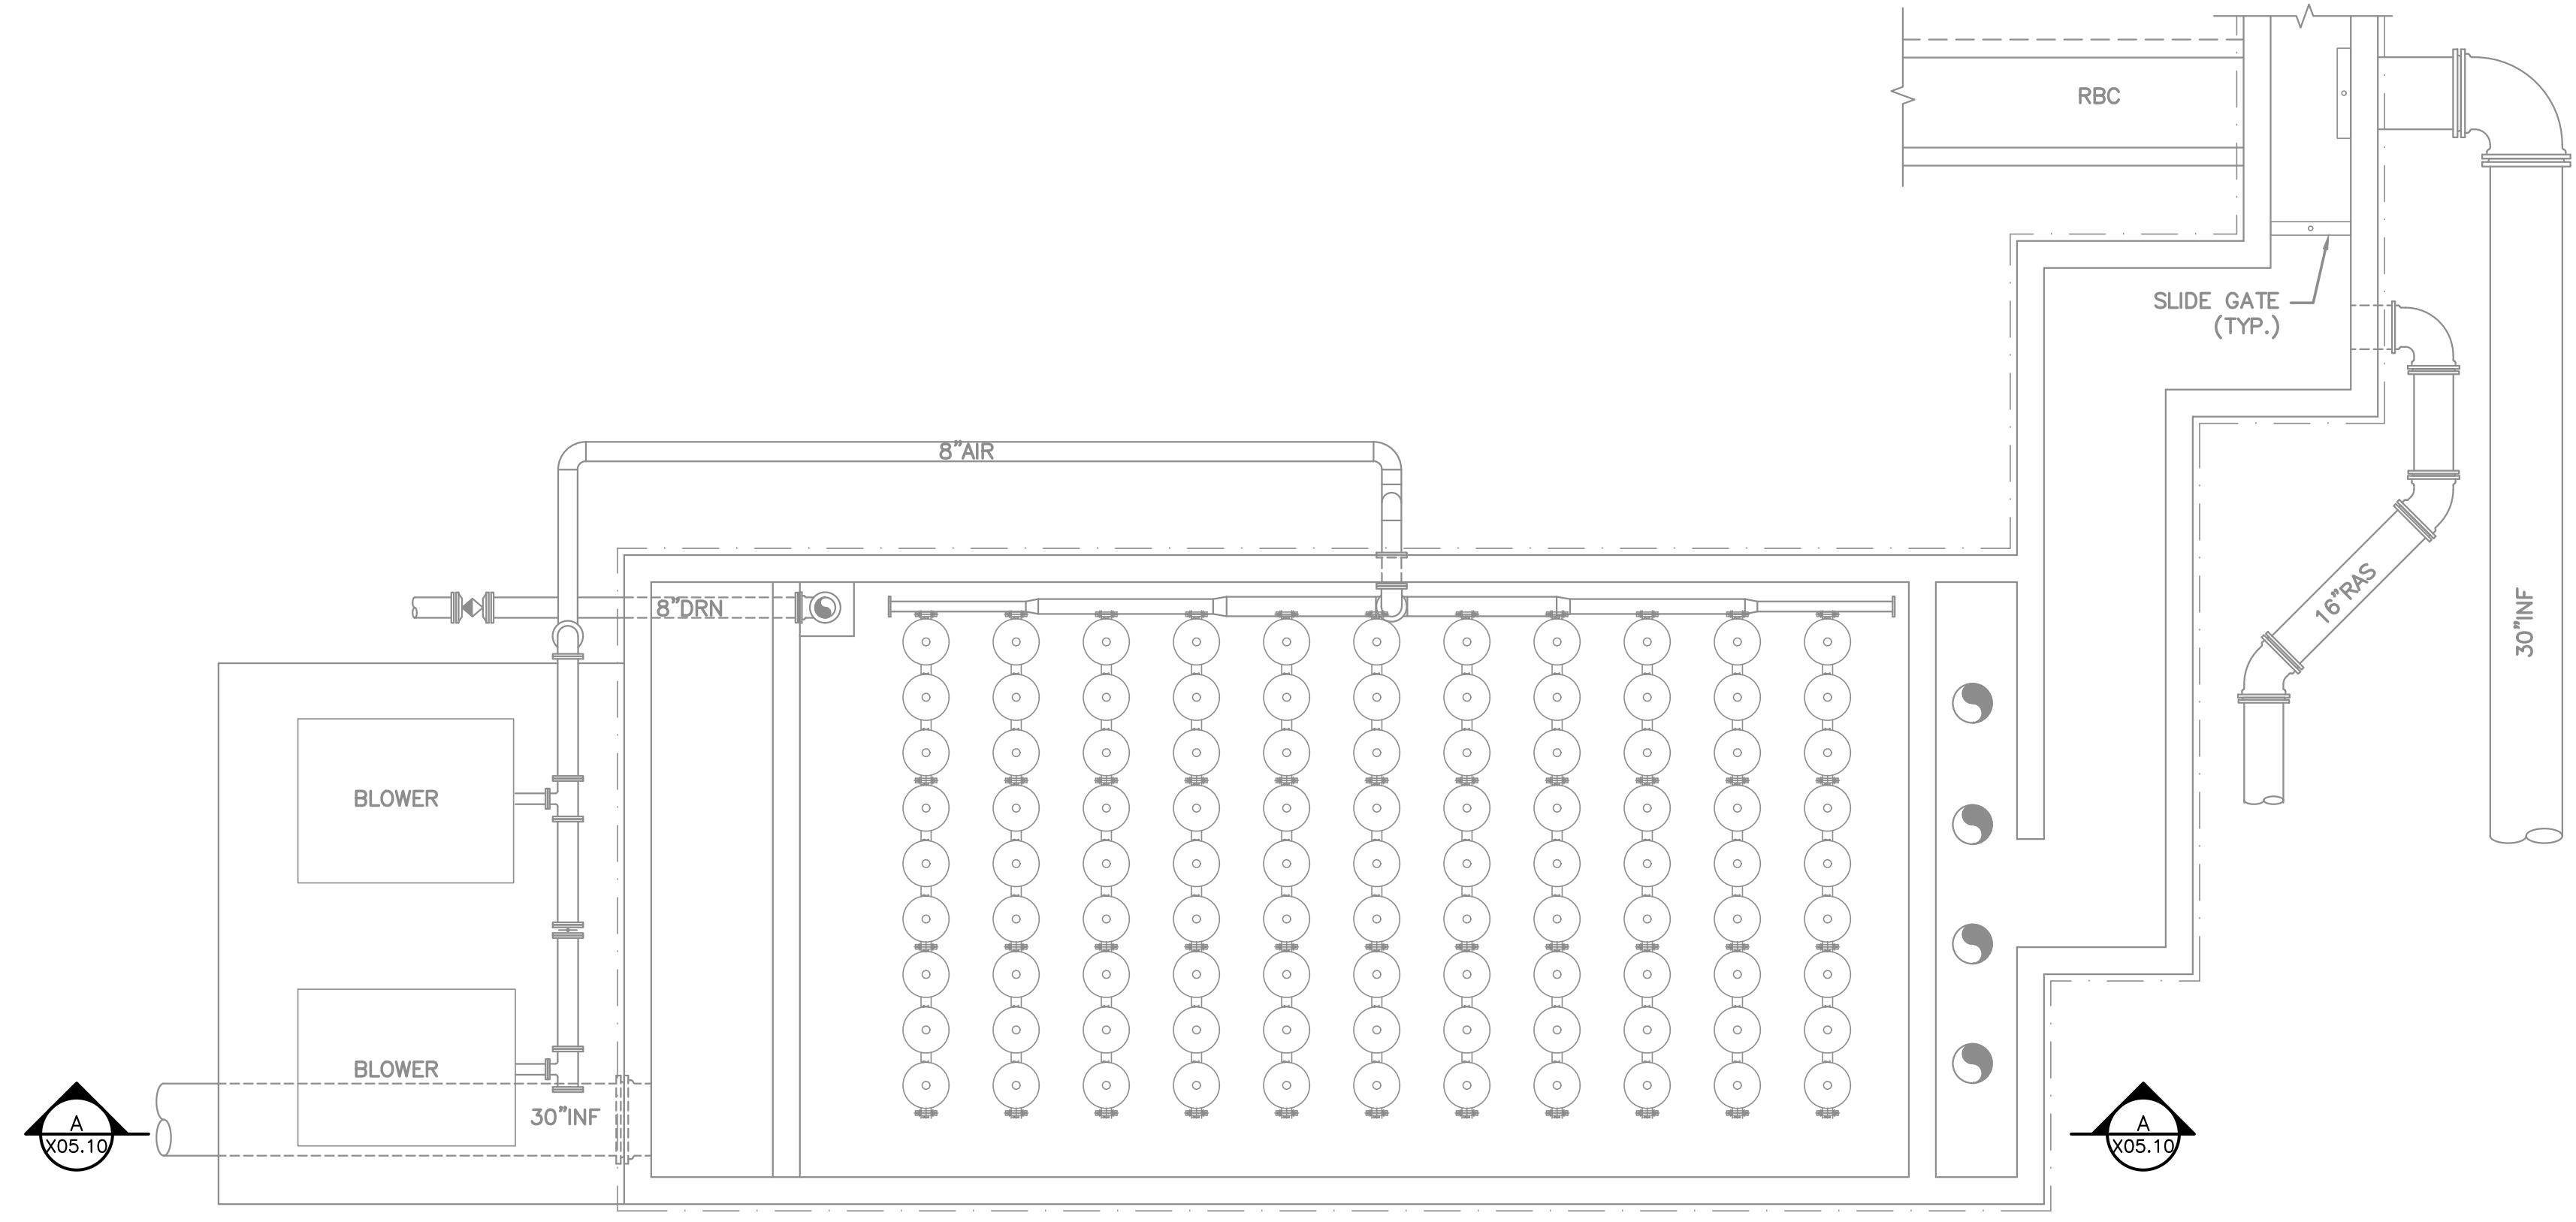 RBC
SLIDE GATE
(TYP.)
8"AIR
16"RAS
30"INF
8"DRN
BLOWER
BLOWER
30"INF
A
X05.10
A
X05.10